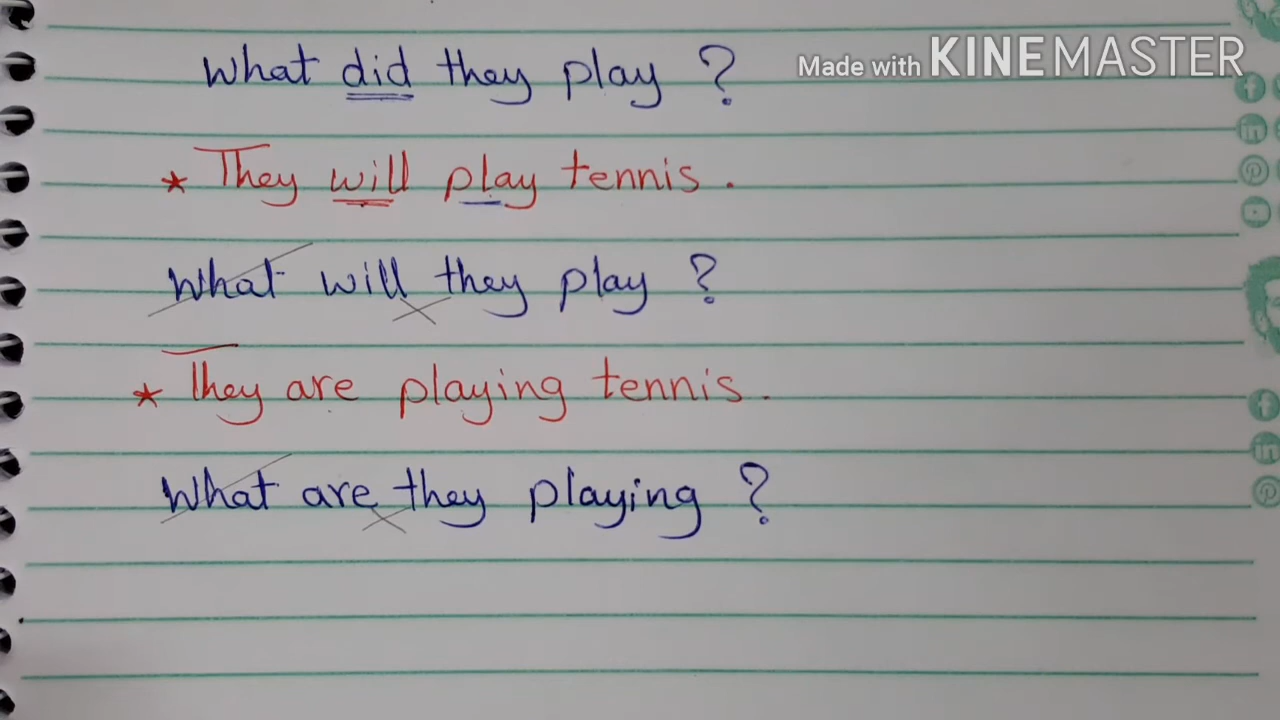 What did they play ?
Made with KINEMASTER
* They will play tennis .
What will they play ?
* They are playing tennis .
What are they playing ?